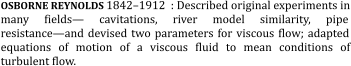 OSBORNE REYNOLDS 1842–1912 : Described original experiments in
many fields— cavitations, river model similarity, pipe
resistance—and devised two parameters for viscous flow; adapted
equations of motion of a viscous fluid to mean conditions of
turbulent flow.